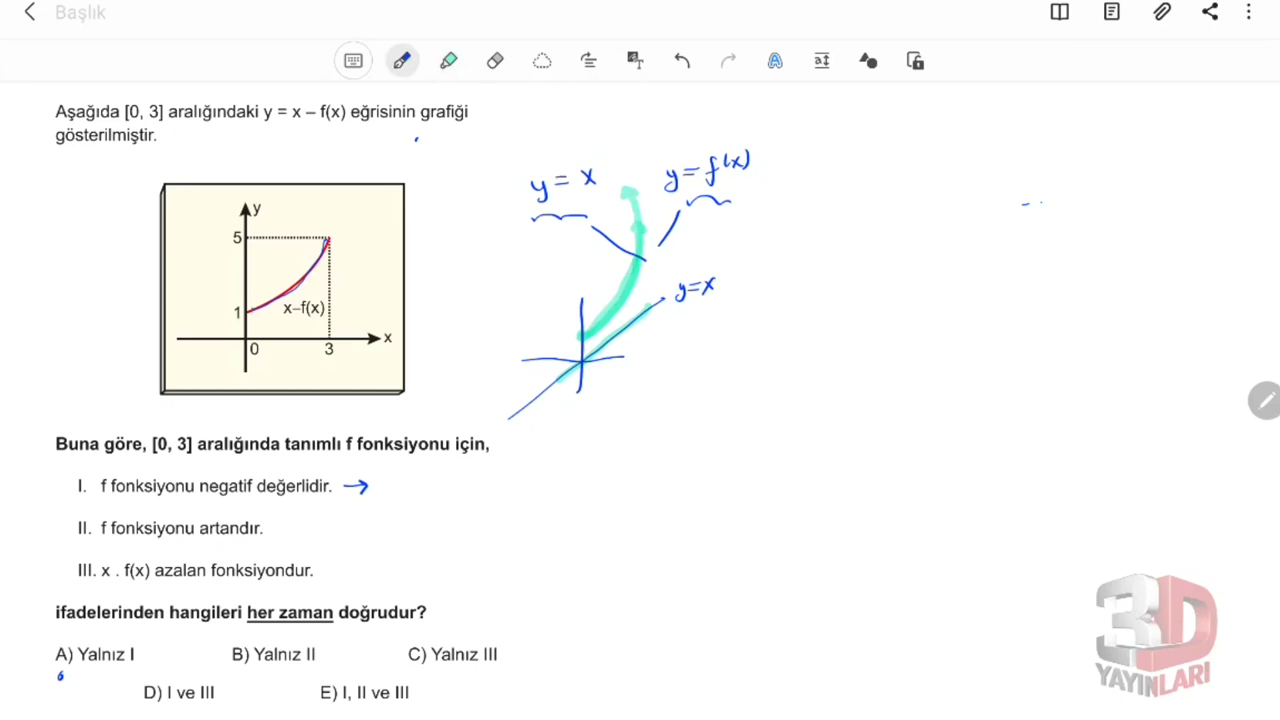 Başlık
Aşağıda [0, 3] aralığındaki y = x – f(x) eğrisinin grafiği
gösterilmiştir.
y
5
1
x–f(x)
x
0
3
y = x
y = f(x)
y=x
Buna göre, [0, 3] aralığında tanımlı f fonksiyonu için,
I. f fonksiyonu negatif değerlidir. →
II. f fonksiyonu artandır.
III. x . f(x) azalan fonksiyondur.
ifadelerinden hangileri her zaman doğrudur?
A) Yalnız I B) Yalnız II C) Yalnız III
D) I ve III E) I, II ve III
3D
YAYINLARI